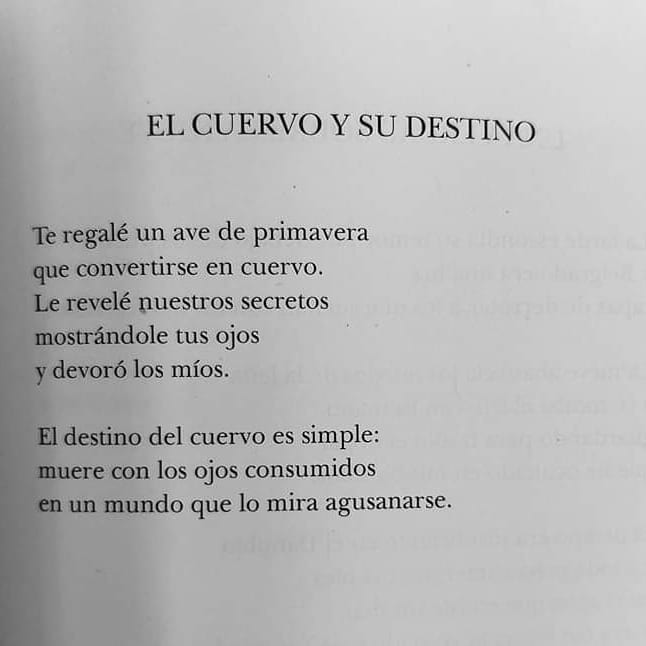 EL CUERVO Y SU DESTINO
Te regalé un ave de primavera
que convertirse en cuervo.
Le revelé nuestros secretos
mostrándole tus ojos
y devoró los míos.
El destino del cuervo es simple:
muere con los ojos consumidos
en un mundo que lo mira agusanarse.